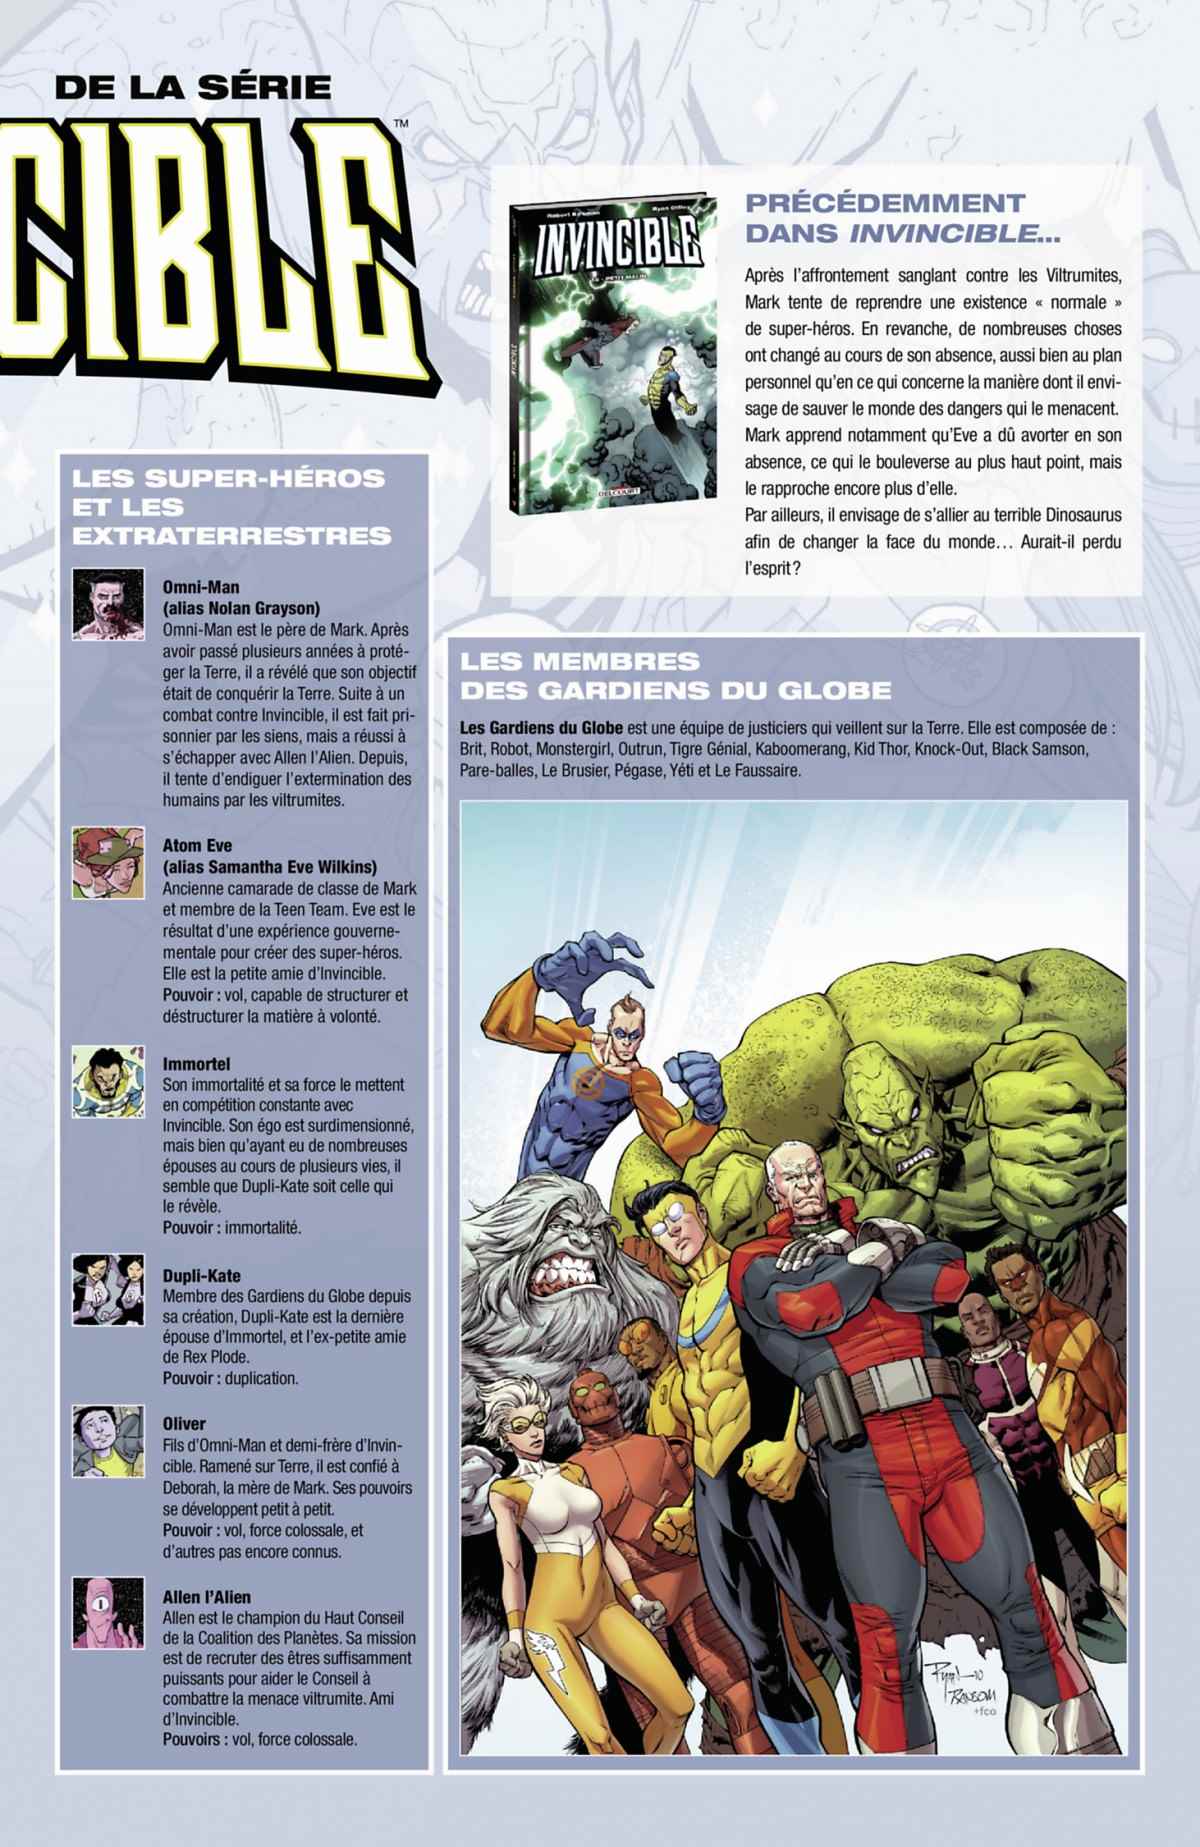 DE LA SÉRIE
CIBLE™
PRÉCÉDEMMENT
DANS INVINCIBLE...
Après l'affrontement sanglant contre les Viltrumites,
Mark tente de reprendre une existence « normale »
de super-héros. En revanche, de nombreuses choses
ont changé au cours de son absence, aussi bien au plan
personnel qu'en ce qui concerne la manière dont il envi-
sage de sauver le monde des dangers qui le menacent.
Mark apprend notamment qu'Eve a dû avorter en son
absence, ce qui le bouleverse au plus haut point, mais
le rapproche encore plus d'elle.
Par ailleurs, il envisage de s'allier au terrible Dinosaurus
afin de changer la face du monde… Aurait-il perdu
l'esprit ?
INVINCIBLE
DELCOURT
LES SUPER-HÉROS
ET LES
EXTRATERRESTRES
Omni-Man
(alias Nolan Grayson)
Omni-Man est le père de Mark. Après
avoir passé plusieurs années à proté-
ger la Terre, il a révélé que son objectif
était de conquérir la Terre. Suite à un
combat contre Invincible, il est fait pri-
sonnier par les siens, mais a réussi à
s'échapper avec Allen l'Alien. Depuis,
il tente d'endiguer l'extermination des
humains par les viltrumites.
Atom Eve
(alias Samantha Eve Wilkins)
Ancienne camarade de classe de Mark
et membre de la Teen Team. Eve est le
résultat d'une expérience gouverne-
mentale pour créer des super-héros.
Elle est la petite amie d'Invincible.
Pouvoir : vol, capable de structurer et
déstructurer la matière à volonté.
Immortel
Son immortalité et sa force le mettent
en compétition constante avec
Invincible. Son égo est surdimensionné,
mais bien qu'ayant eu de nombreuses
épouses au cours de plusieurs vies, il
semble que Dupli-Kate soit celle qui
le révèle.
Pouvoir : immortalité.
Dupli-Kate
Membre des Gardiens du Globe depuis
sa création, Dupli-Kate est la dernière
épouse d'Immortel, et l'ex-petite amie
de Rex Plode.
Pouvoir : duplication.
Oliver
Fils d'Omni-Man et demi-frère d'Invin-
cible. Ramené sur Terre, il est confié à
Deborah, la mère de Mark. Ses pouvoirs
se développent petit à petit.
Pouvoir : vol, force colossale, et
d'autres pas encore connus.
Allen l'Alien
Allen est le champion du Haut Conseil
de la Coalition des Planètes. Sa mission
est de recruter des êtres suffisamment
puissants pour aider le Conseil à
combattre la menace viltrumite. Ami
d'Invincible.
Pouvoirs : vol, force colossale.
LES MEMBRES
DES GARDIENS DU GLOBE
Les Gardiens du Globe est une équipe de justiciers qui veillent sur la Terre. Elle est composée de :
Brit, Robot, Monstergirl, Outrun, Tigre Génial, Kaboomerang, Kid Thor, Knock-Out, Black Samson,
Pare-balles, Le Brusier, Pégase, Yéti et Le Faussaire.
RANSOM
+fco